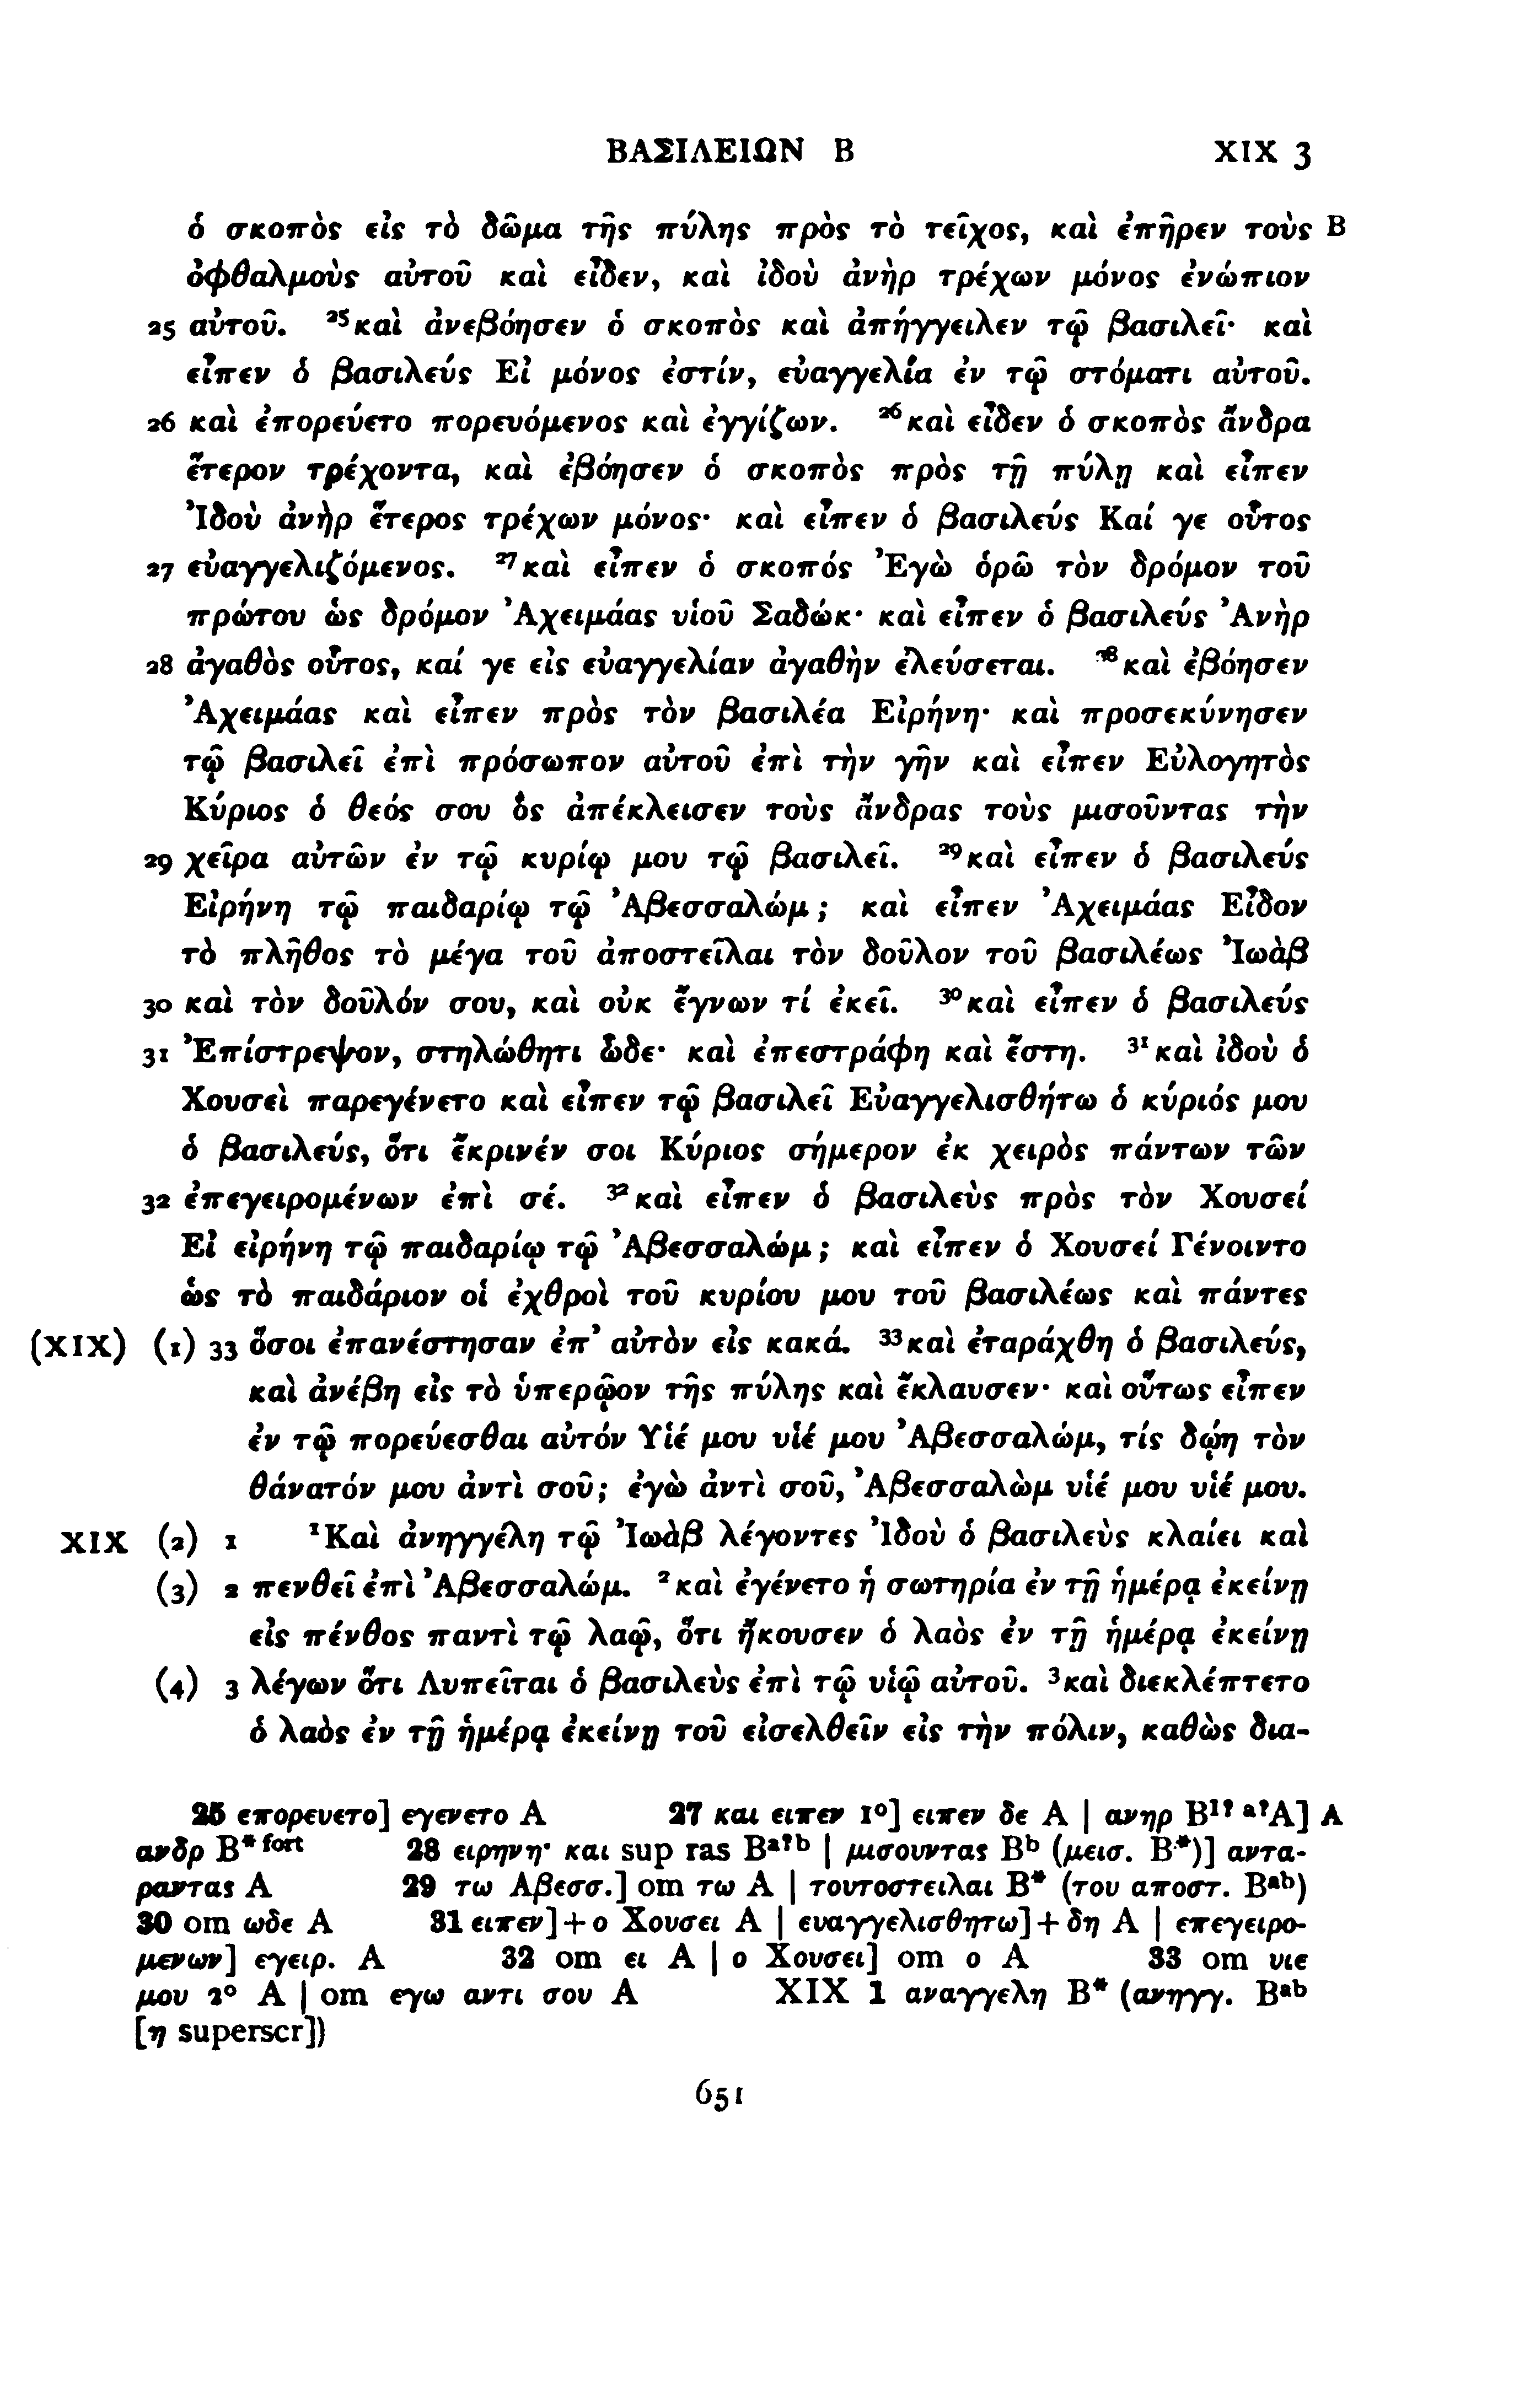 ΒΑΣΙΛΕΙΩΝ Β XIX 3
ὁ σκοπὸς εἰς τὸ δῶμα τῆς πύλης πρὸς τὸ τεῖχος, καὶ ἐπῆρεν τοὺς B
ὀφθαλμοὺς αὐτοῦ καὶ εἶδεν, καὶ ἰδοὺ ἀνὴρ τρέχων μόνος ἐνώπιον
25 αὐτοῦ. ²⁵καὶ ἀνεβόησεν ὁ σκοπὸς καὶ ἀπήγγειλεν τῷ βασιλεῖ· καὶ
εἶπεν ὁ βασιλεύς Εἰ μόνος ἐστίν, εὐαγγελία ἐν τῷ στόματι αὐτοῦ.
26 καὶ ἐπορεύετο πορευόμενος καὶ ἐγγίζων. ²⁶καὶ εἶδεν ὁ σκοπὸς ἄνδρα
ἕτερον τρέχοντα, καὶ ἐβόησεν ὁ σκοπὸς πρὸς τῇ πύλῃ καὶ εἶπεν
Ἰδοὺ ἀνὴρ ἕτερος τρέχων μόνος· καὶ εἶπεν ὁ βασιλεύς Καί γε οὗτος
27 εὐαγγελιζόμενος. ²⁷καὶ εἶπεν ὁ σκοπός Ἐγὼ ὁρῶ τὸν δρόμον τοῦ
πρώτου ὡς δρόμον Ἀχειμάας υἱοῦ Σαδώκ· καὶ εἶπεν ὁ βασιλεύς Ἀνὴρ
28 ἀγαθὸς οὗτος, καί γε εἰς εὐαγγελίαν ἀγαθὴν ἐλεύσεται. ²⁸καὶ ἐβόησεν
Ἀχειμάας καὶ εἶπεν πρὸς τὸν βασιλέα Εἰρήνη· καὶ προσεκύνησεν
τῷ βασιλεῖ ἐπὶ πρόσωπον αὐτοῦ ἐπὶ τὴν γῆν καὶ εἶπεν Εὐλογητὸς
Κύριος ὁ θεός σου ὃς ἀπέκλεισεν τοὺς ἄνδρας τοὺς μισοῦντας τὴν
29 χεῖρα αὐτῶν ἐν τῷ κυρίῳ μου τῷ βασιλεῖ. ²⁹καὶ εἶπεν ὁ βασιλεύς
Εἰρήνη τῷ παιδαρίῳ τῷ Ἀβεσσαλώμ; καὶ εἶπεν Ἀχειμάας Εἶδον
τὸ πλῆθος τὸ μέγα τοῦ ἀποστεῖλαι τὸν δοῦλον τοῦ βασιλέως Ἰωὰβ
30 καὶ τὸν δοῦλόν σου, καὶ οὐκ ἔγνων τί ἐκεῖ. ³⁰καὶ εἶπεν ὁ βασιλεύς
31 Ἐπίστρεψον, στηλώθητι ὧδε· καὶ ἐπεστράφη καὶ ἔστη. ³¹καὶ ἰδοὺ ὁ
Χουσεὶ παρεγένετο καὶ εἶπεν τῷ βασιλεῖ Εὐαγγελισθήτω ὁ κύριός μου
ὁ βασιλεύς, ὅτι ἔκρινέν σοι Κύριος σήμερον ἐκ χειρὸς πάντων τῶν
32 ἐπεγειρομένων ἐπὶ σέ. ³²καὶ εἶπεν ὁ βασιλεὺς πρὸς τὸν Χουσεί
Εἰ εἰρήνη τῷ παιδαρίῳ τῷ Ἀβεσσαλώμ; καὶ εἶπεν ὁ Χουσεί Γένοιντο
ὡς τὸ παιδάριον οἱ ἐχθροὶ τοῦ κυρίου μου τοῦ βασιλέως καὶ πάντες
(XIX) (1) 33 ὅσοι ἐπανέστησαν ἐπ’ αὐτὸν εἰς κακά. ³³καὶ ἐταράχθη ὁ βασιλεύς,
καὶ ἀνέβη εἰς τὸ ὑπερῷον τῆς πύλης καὶ ἔκλαυσεν· καὶ οὕτως εἶπεν
ἐν τῷ πορεύεσθαι αὐτόν Υἱέ μου υἱέ μου Ἀβεσσαλώμ, τίς δῴη τὸν
θάνατόν μου ἀντὶ σοῦ; ἐγὼ ἀντὶ σοῦ, Ἀβεσσαλὼμ υἱέ μου υἱέ μου.
XIX (2) 1 ¹Καὶ ἀνηγγέλη τῷ Ἰωὰβ λέγοντες Ἰδοὺ ὁ βασιλεὺς κλαίει καὶ
(3) 2 πενθεῖ ἐπὶ Ἀβεσσαλώμ. ²καὶ ἐγένετο ἡ σωτηρία ἐν τῇ ἡμέρᾳ ἐκείνῃ
εἰς πένθος παντὶ τῷ λαῷ, ὅτι ἤκουσεν ὁ λαὸς ἐν τῇ ἡμέρᾳ ἐκείνῃ
(4) 3 λέγων ὅτι Λυπεῖται ὁ βασιλεὺς ἐπὶ τῷ υἱῷ αὐτοῦ. ³καὶ διεκλέπτετο
ὁ λαὸς ἐν τῇ ἡμέρᾳ ἐκείνῃ τοῦ εἰσελθεῖν εἰς τὴν πόλιν, καθὼς δια-
25 επορευετο] εγενετο A 27 και ειπεν 1°] ειπεν δε A | ανηρ B¹? ᵃ?A] A
ανδρ B* ᶠᵒʳᵗ 28 ειρηνη· και sup ras Bᵃ?ᵇ | μισουντας Bᵇ (μεισ. B*)] αντα-
ραντας A 29 τω Αβεσσ.] om τω A | τουτοστειλαι B* (του αποστ. Bᵃᵇ)
30 om ωδε A 31 ειπεν] + ο Χουσει A | ευαγγελισθητω] + δη A | επεγειρο-
μενων] εγειρ. A 32 om ει A | ο Χουσει] om ο A 33 om υιε
μου 2° A | om εγω αντι σου A XIX 1 αναγγελη B* (ανηγγ. Bᵃᵇ
[η superscr])
651